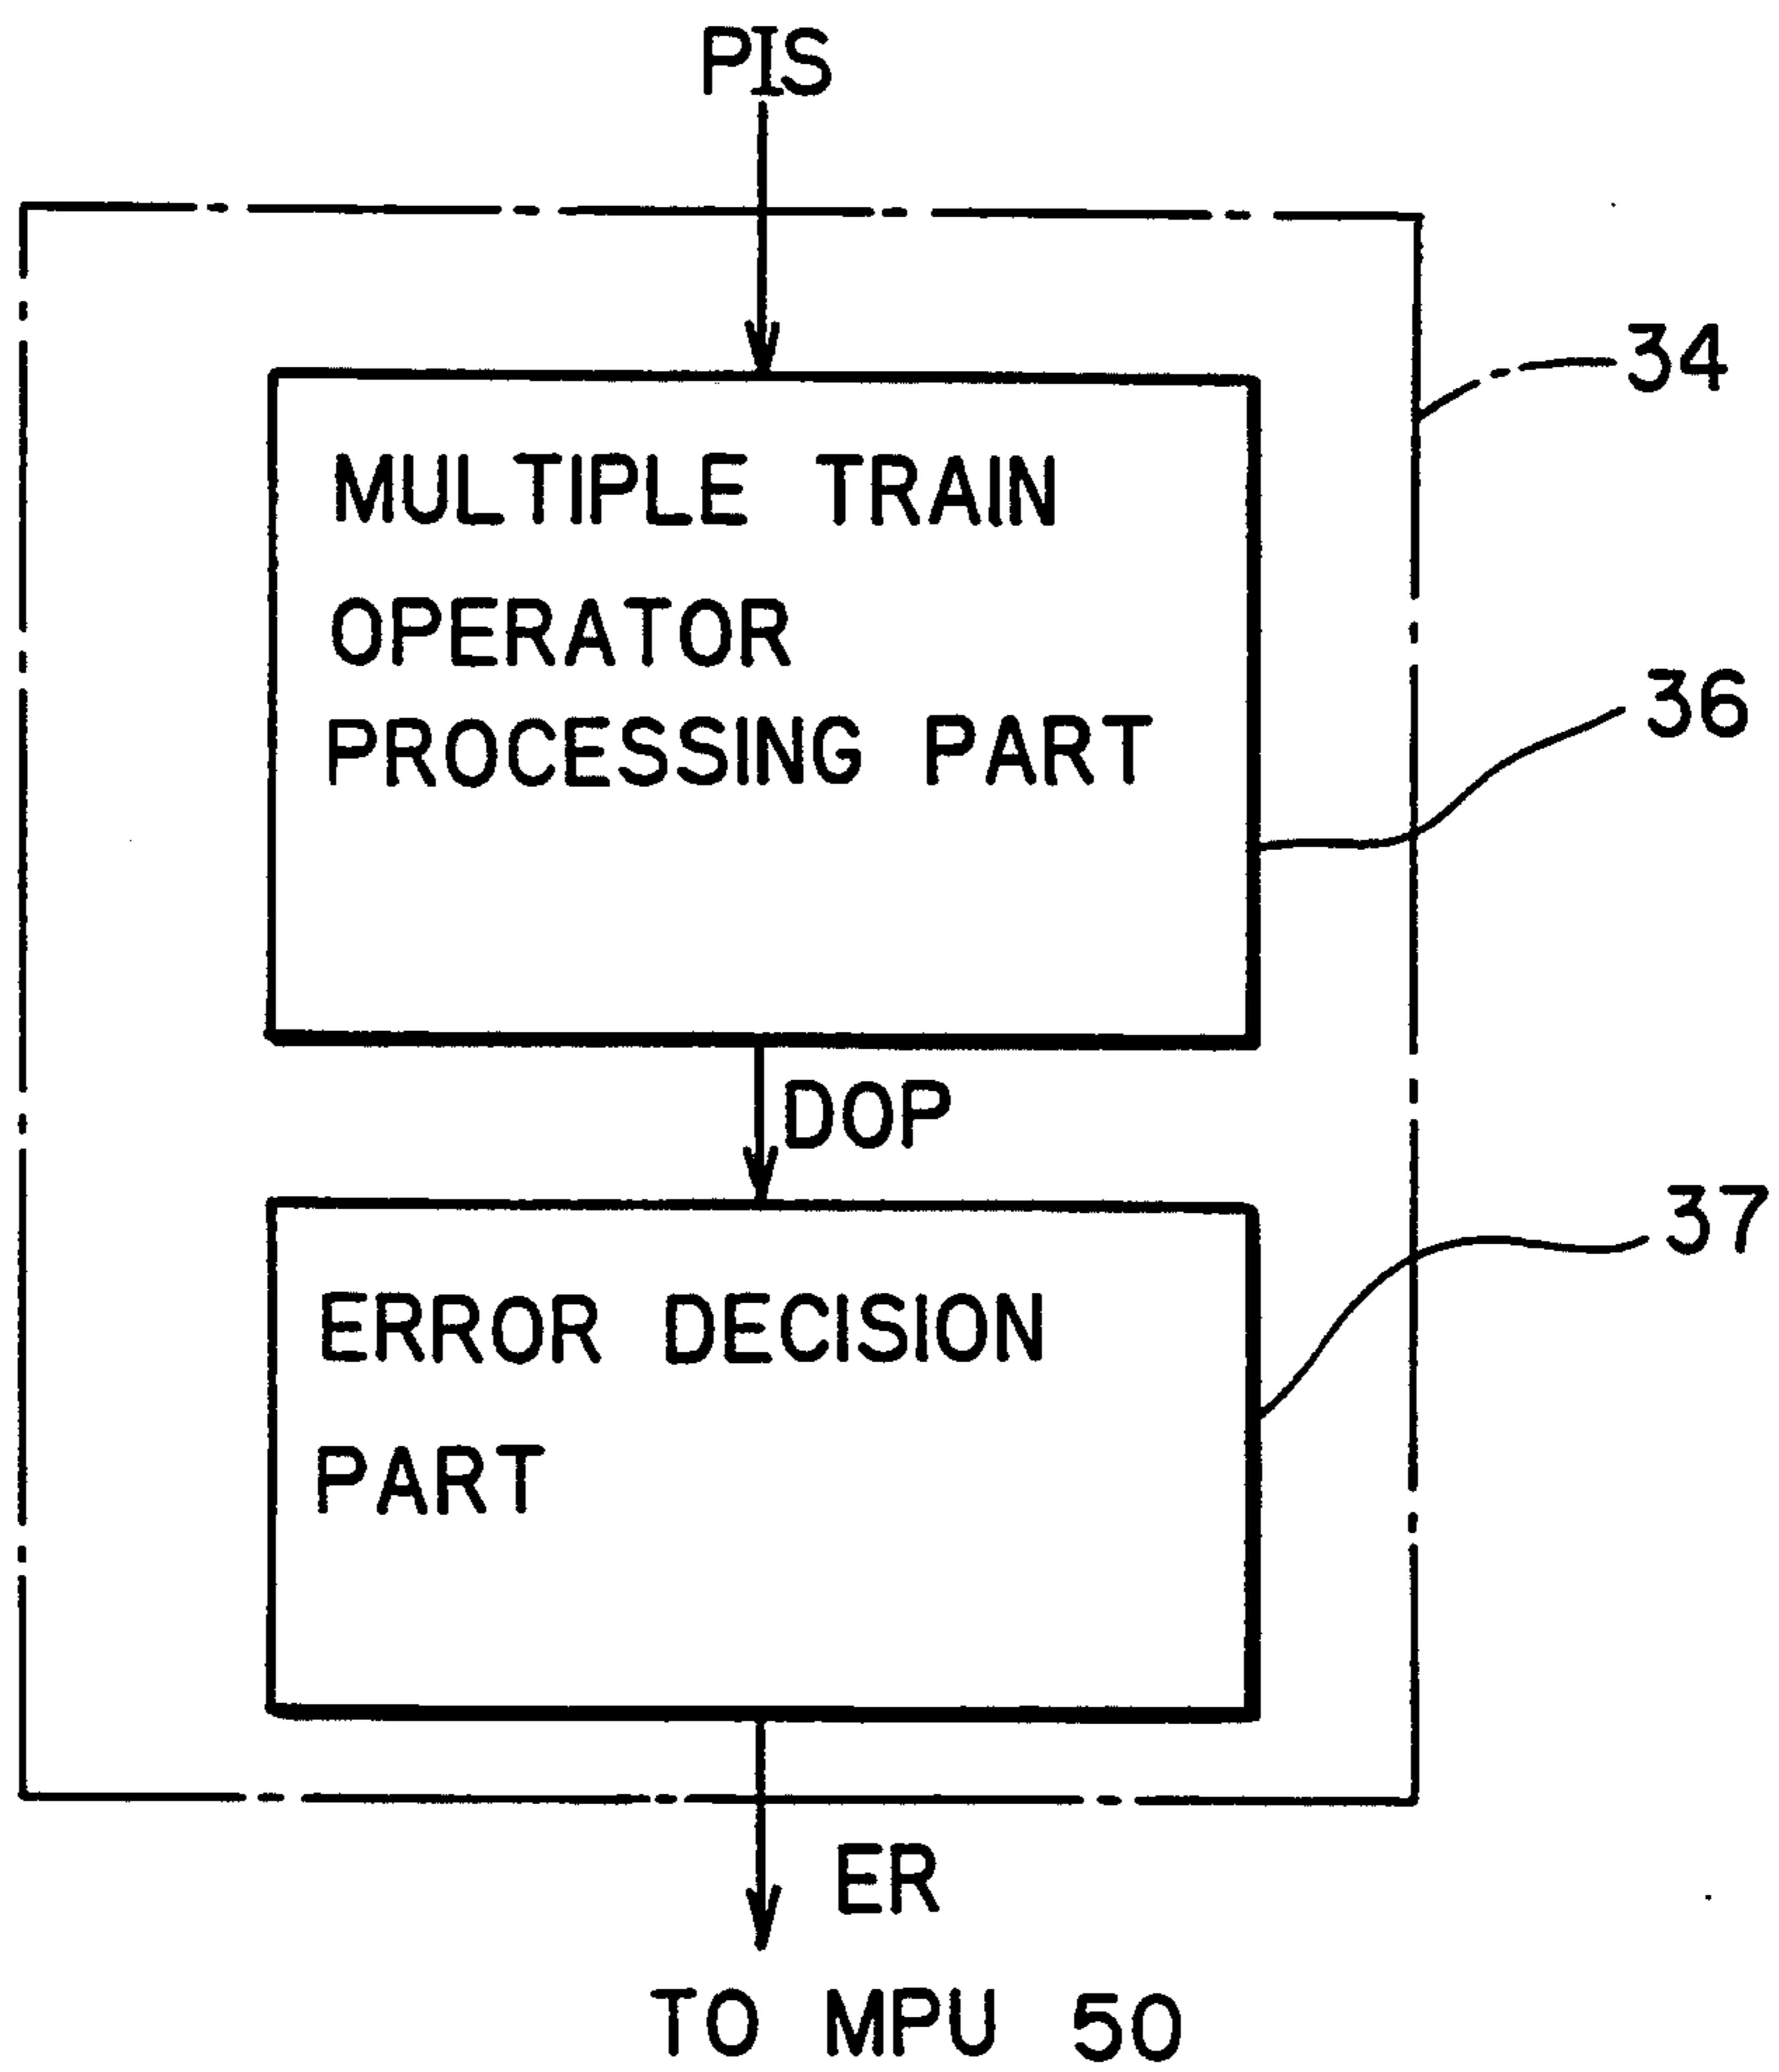 PIS
34
MULTIPLE TRAIN
OPERATOR
PROCESSING PART
36
DOP
37
ERROR DECISION
PART
ER
TO MPU 50